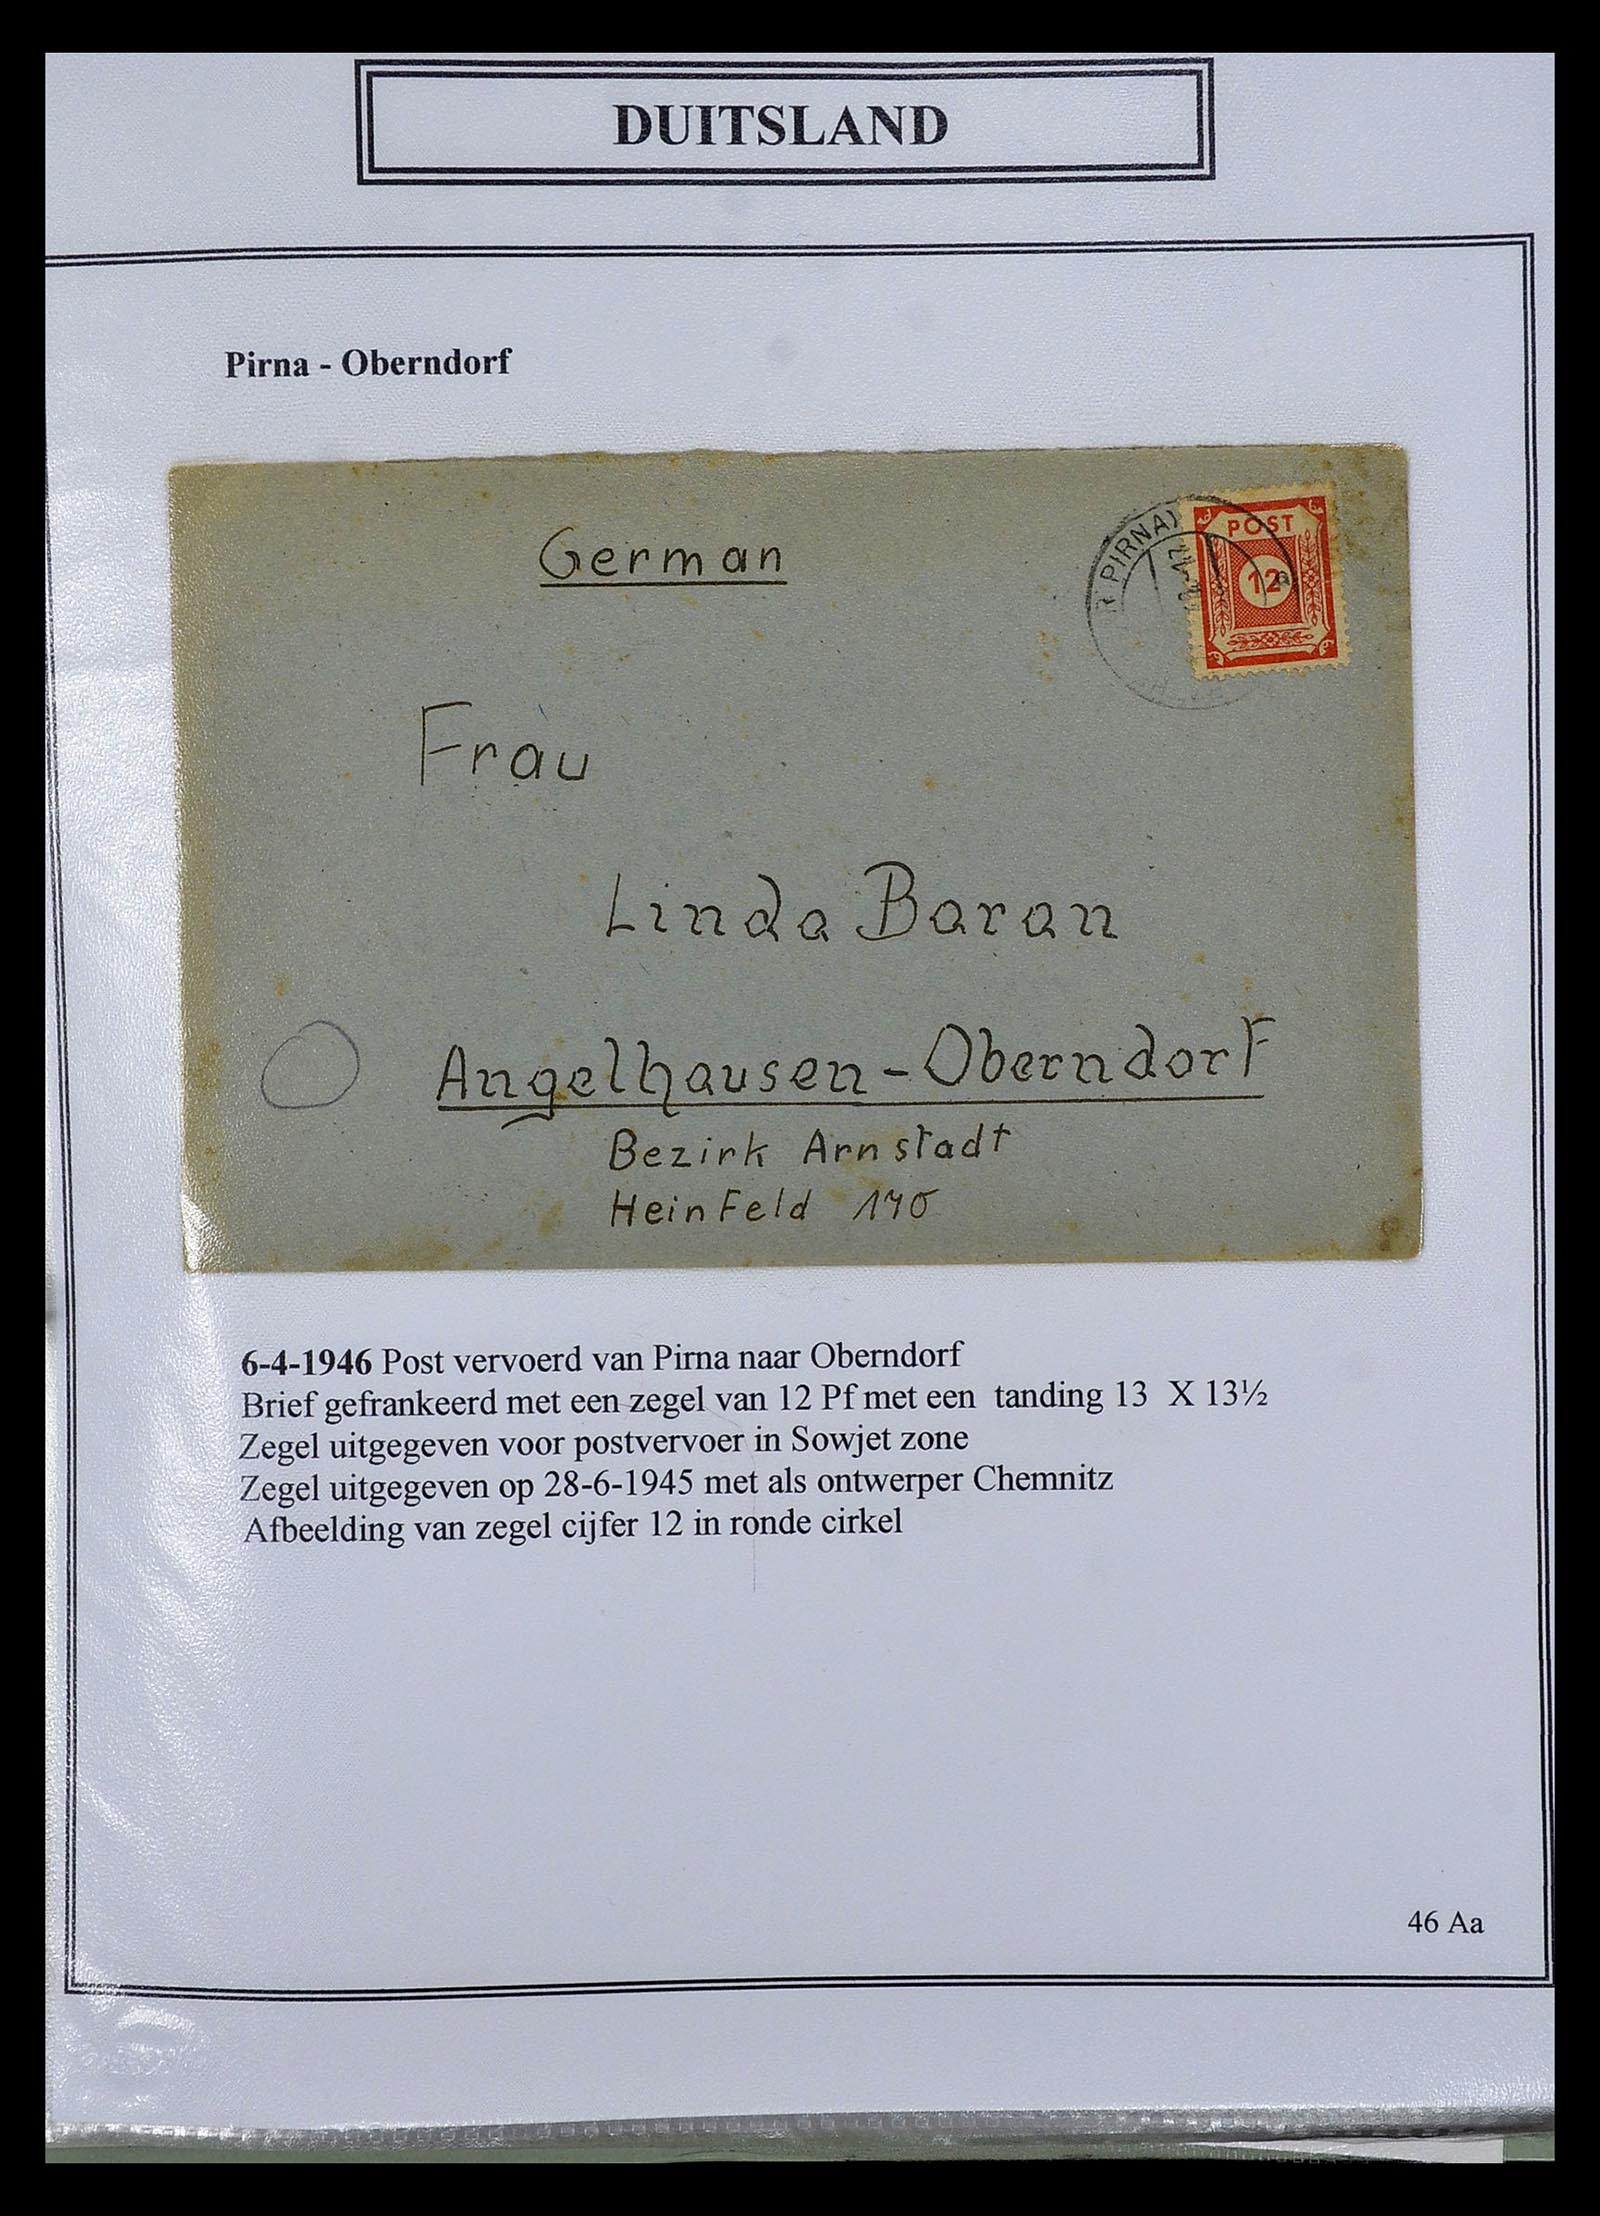 DUITSLAND
Pirna - Oberndorf
German
PIRNA)
POST
12
Frau
Linda Baran
Angelhausen-Oberndorf
Bezirk Arnstadt
Heinfeld 140
6-4-1946 Post vervoerd van Pirna naar Oberndorf
Brief gefrankeerd met een zegel van 12 Pf met een tanding 13 X 13½
Zegel uitgegeven voor postvervoer in Sowjet zone
Zegel uitgegeven op 28-6-1945 met als ontwerper Chemnitz
Afbeelding van zegel cijfer 12 in ronde cirkel
46 Aa